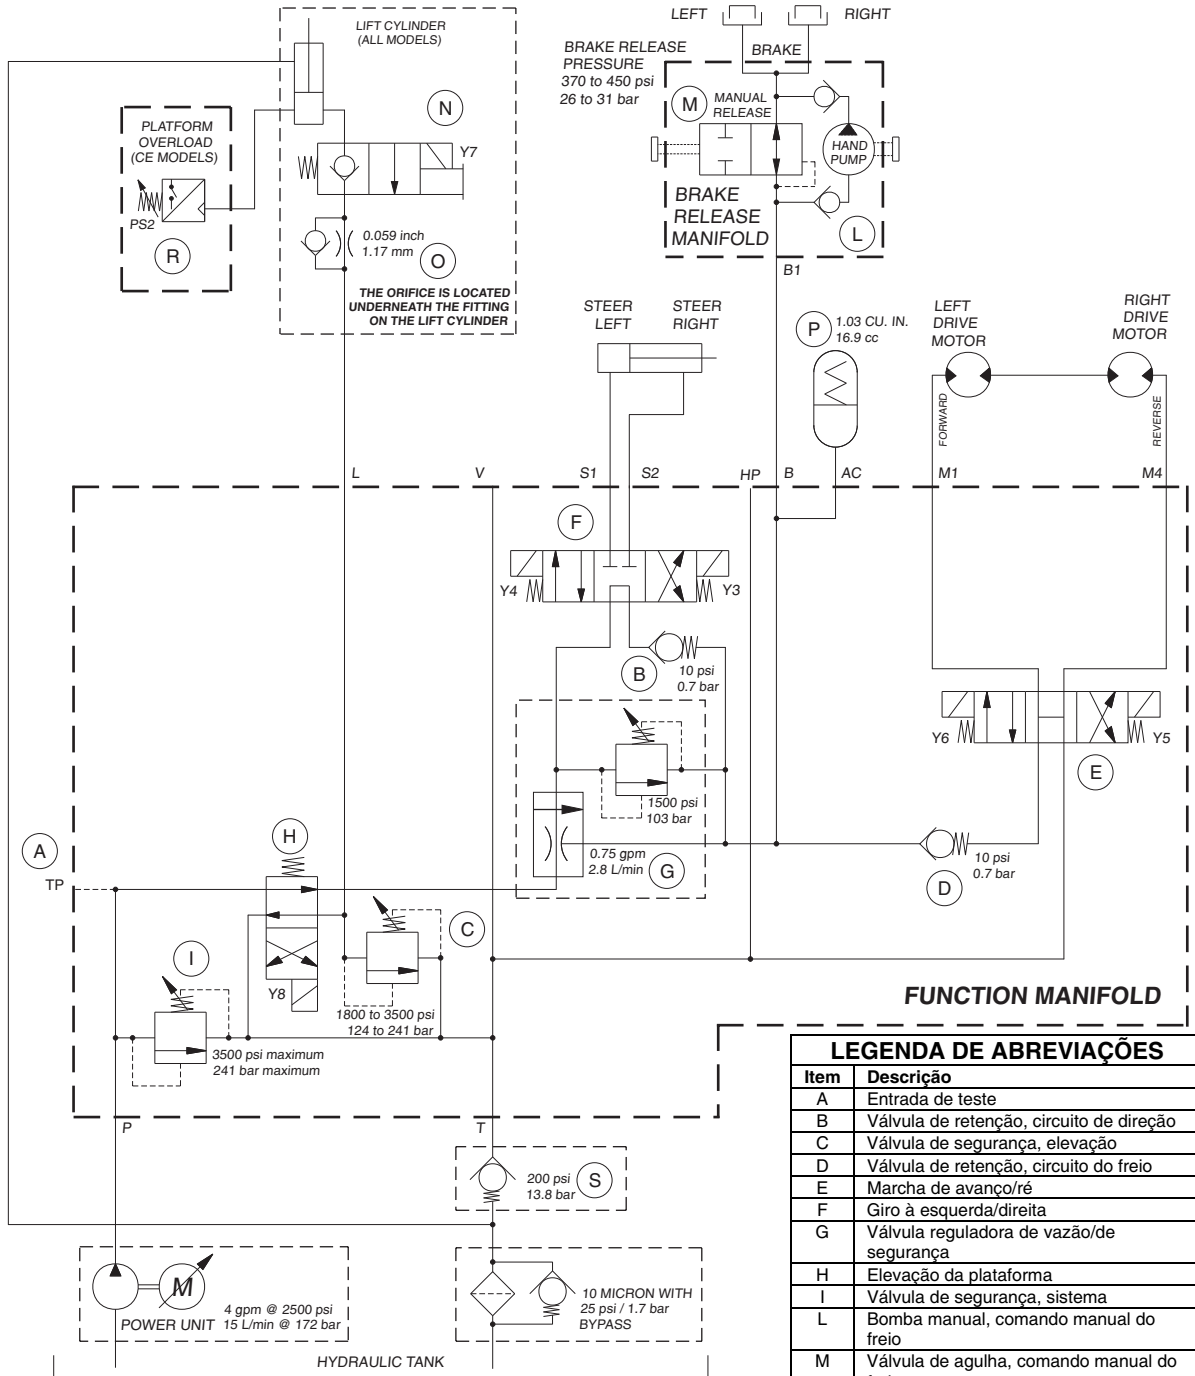 LIFT CYLINDER
(ALL MODELS)
N
Y7
0.059 inch
1.17 mm
O
THE ORIFICE IS LOCATED
UNDERNEATH THE FITTING
ON THE LIFT CYLINDER
PLATFORM
OVERLOAD
(CE MODELS)
PS2
R
LEFT
RIGHT
BRAKE
BRAKE RELEASE
PRESSURE
370 to 450 psi
26 to 31 bar
M
MANUAL
RELEASE
HAND
PUMP
BRAKE
RELEASE
MANIFOLD
L
B1
STEER
LEFT
STEER
RIGHT
P
1.03 CU. IN.
16.9 cc
LEFT
DRIVE
MOTOR
RIGHT
DRIVE
MOTOR
FORWARD
REVERSE
L
V
S1
S2
HP
B
AC
M1
M4
F
Y4
Y3
B
10 psi
0.7 bar
Y6
Y5
E
1500 psi
103 bar
0.75 gpm
2.8 L/min
G
10 psi
0.7 bar
D
A
TP
H
Y8
C
1800 to 3500 psi
124 to 241 bar
I
3500 psi maximum
241 bar maximum
FUNCTION MANIFOLD
P
T
200 psi
13.8 bar
S
M
POWER UNIT
4 gpm @ 2500 psi
15 L/min @ 172 bar
10 MICRON WITH
25 psi / 1.7 bar
BYPASS
HYDRAULIC TANK
LEGENDA DE ABREVIAÇÕES
Item Descrição
A Entrada de teste
B Válvula de retenção, circuito de direção
C Válvula de segurança, elevação
D Válvula de retenção, circuito do freio
E Marcha de avanço/ré
F Giro à esquerda/direita
G Válvula reguladora de vazão/de
segurança
H Elevação da plataforma
I Válvula de segurança, sistema
L Bomba manual, comando manual do
freio
M Válvula de agulha, comando manual do